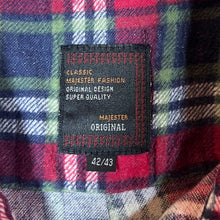 CLASSIC
MAJESTER FASHION
ORIGINAL DESIGN
SUPER QUALITY
MAJESTER
ORIGINAL
42/43